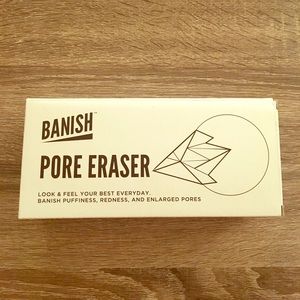 BANISH
PORE ERASER
LOOK & FEEL YOUR BEST EVERYDAY.
BANISH PUFFINESS, REDNESS, AND ENLARGED PORES